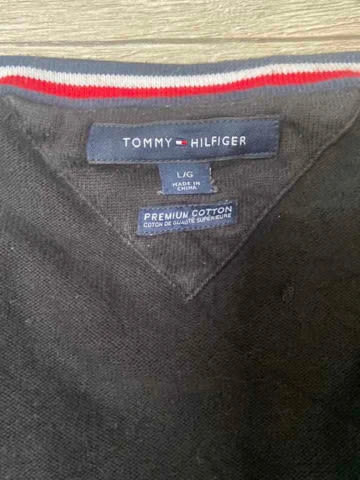 TOMMY HILFIGER
L/G
MADE IN
CHINA
PREMIUM COTTON
COTON DE QUALITÉ SUPÉRIEURE